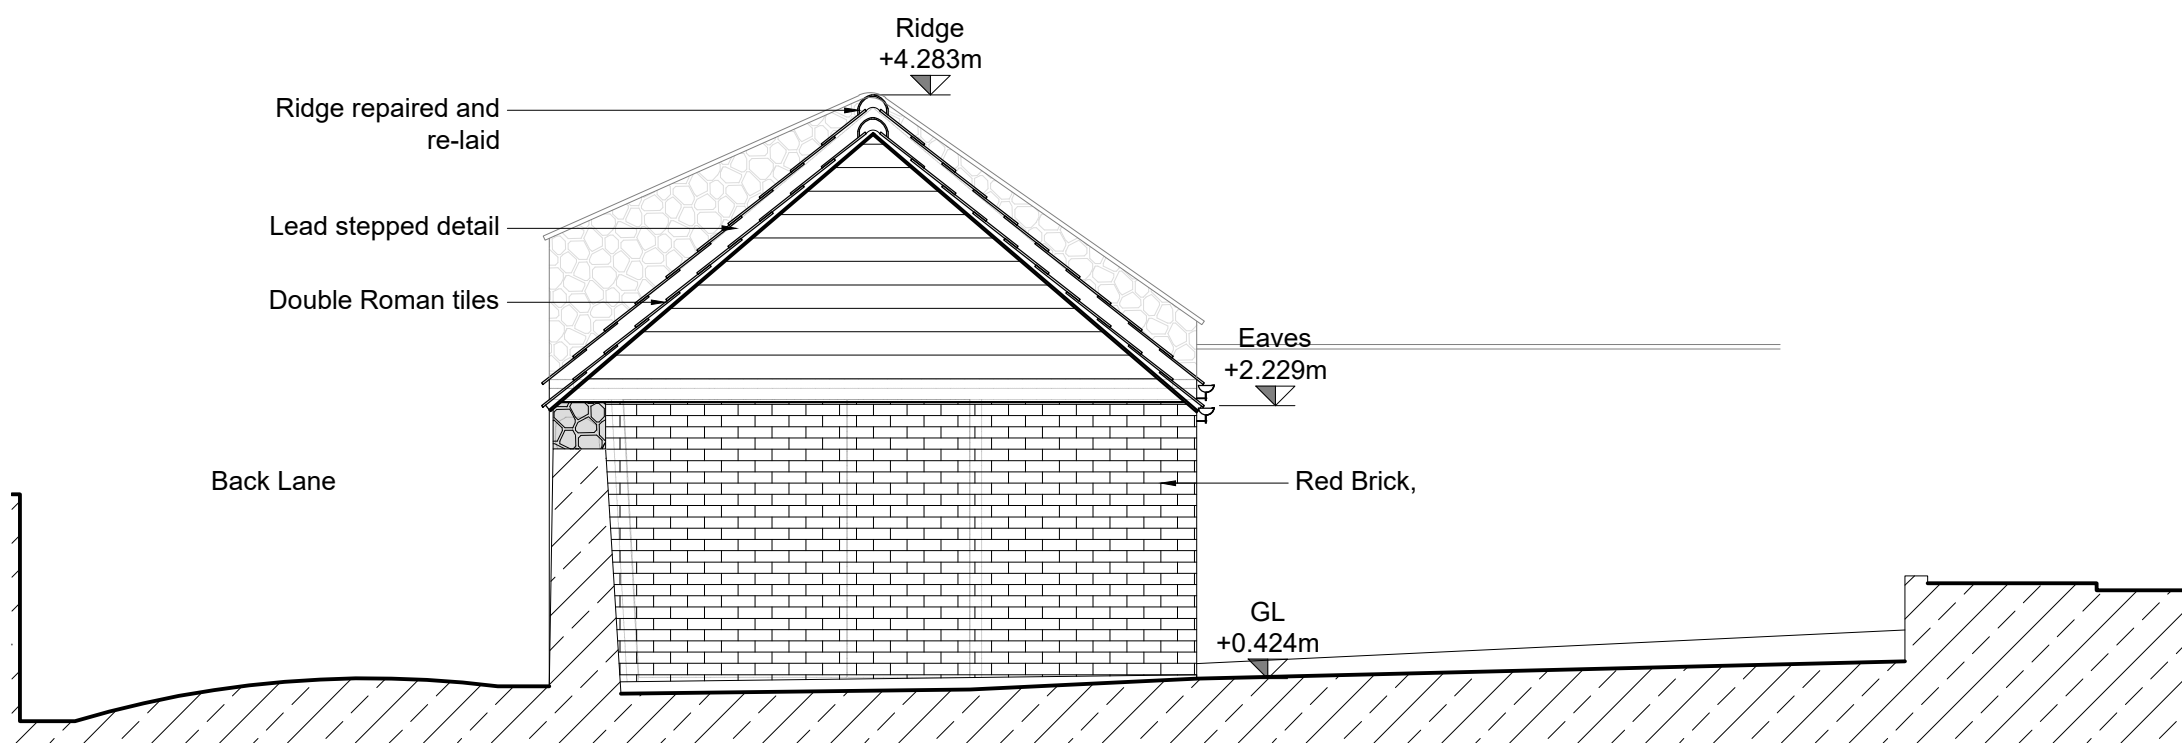 Ridge
+4.283m
Ridge repaired and
re-laid
Lead stepped detail
Double Roman tiles
Eaves
+2.229m
Back Lane
Red Brick,
GL
+0.424m